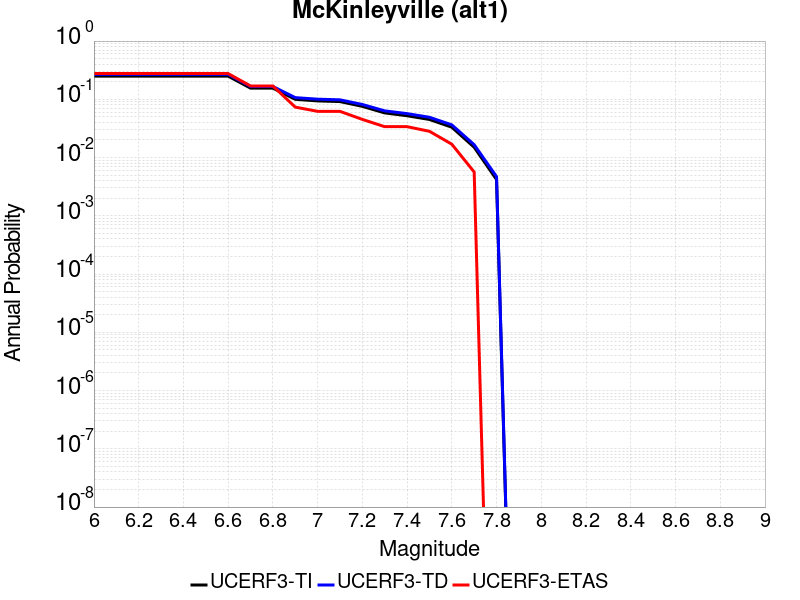 McKinleyville (alt1)
10^0
10^-1
10^-2
10^-3
10^-4
10^-5
10^-6
10^-7
10^-8
Annual Probability
6 6.2 6.4 6.6 6.8 7 7.2 7.4 7.6 7.8 8 8.2 8.4 8.6 8.8 9
Magnitude
UCERF3-TI UCERF3-TD UCERF3-ETAS